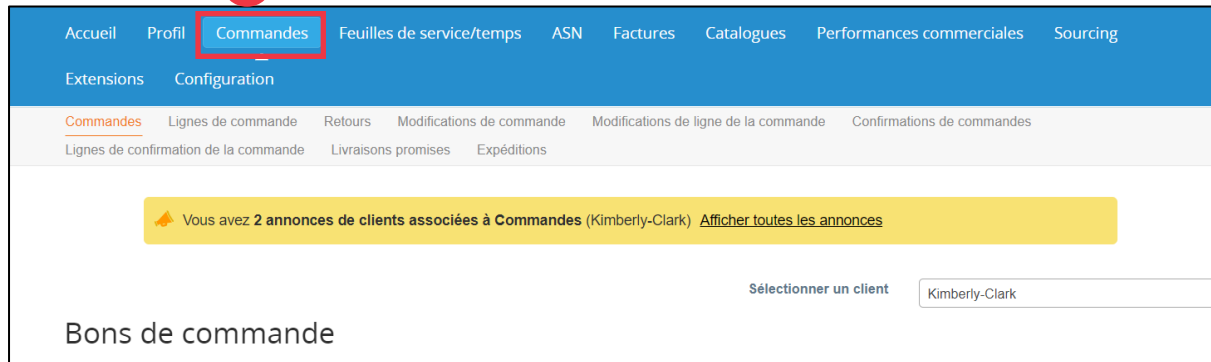 Accueil Profil Commandes Feuilles de service/temps ASN Factures Catalogues Performances commerciales Sourcing
Extensions Configuration
Commandes Lignes de commande Retours Modifications de commande Modifications de ligne de la commande Confirmations de commandes
Lignes de confirmation de la commande Livraisons promises Expéditions
Vous avez 2 annonces de clients associées à Commandes (Kimberly-Clark) Afficher toutes les annonces
Sélectionner un client Kimberly-Clark
Bons de commande